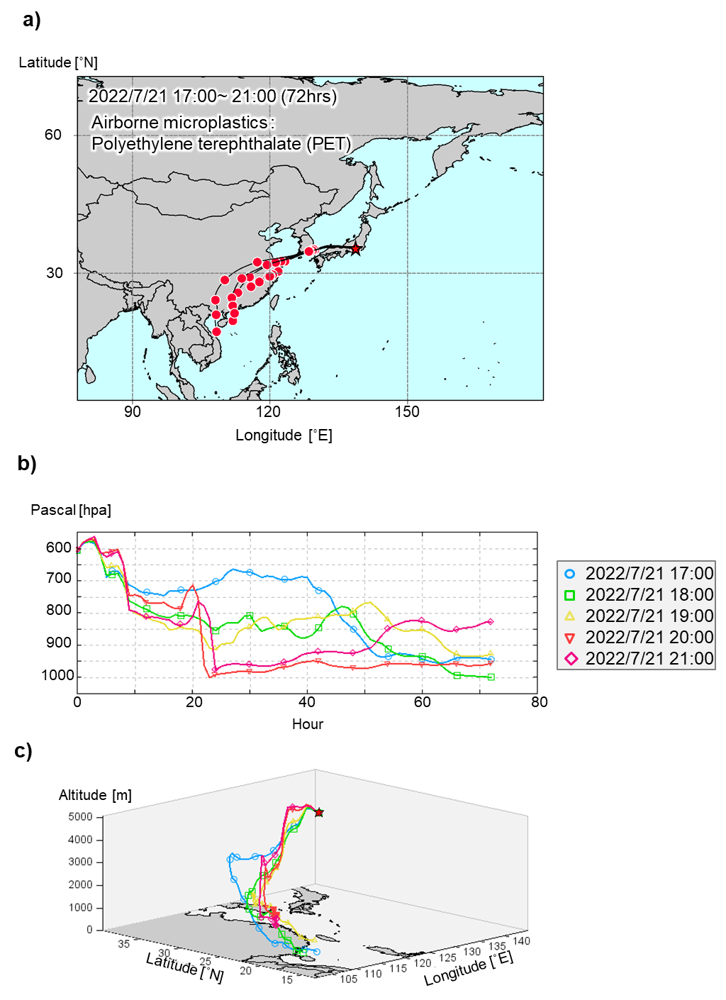 a)
Latitude [°N]
2022/7/21 17:00~ 21:00 (72hrs)
Airborne microplastics:
Polyethylene terephthalate (PET)
60
30
90 120 150
Longitude [°E]
b)
Pascal [hpa]
600
700
800
900
1000
0 20 40 60 80
Hour
2022/7/21 17:00
2022/7/21 18:00
2022/7/21 19:00
2022/7/21 20:00
2022/7/21 21:00
c)
Altitude [m]
5000
4000
3000
2000
1000
0
35 30 25 20 15
Latitude [°N]
105 110 115 120 125 130 135 140
Longitude [°E]